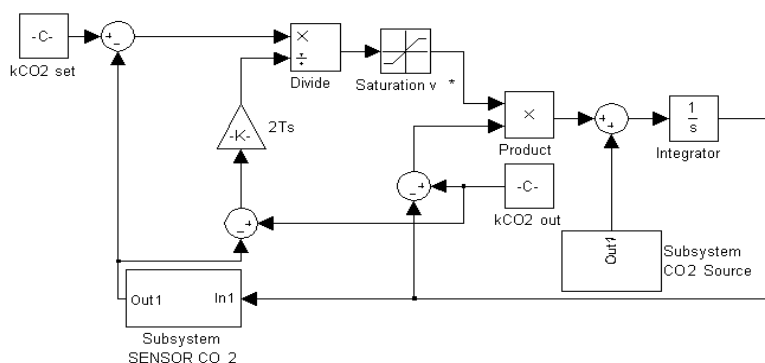 -C-
kCO2 set
+
-
×
÷
Divide
Saturation v *
2Ts
-K-
×
Product
+
+
1
s
Integrator
-
+
-C-
kCO2 out
-
+
Out1
Subsystem
CO2 Source
Out1
In1
Subsystem
SENSOR CO 2